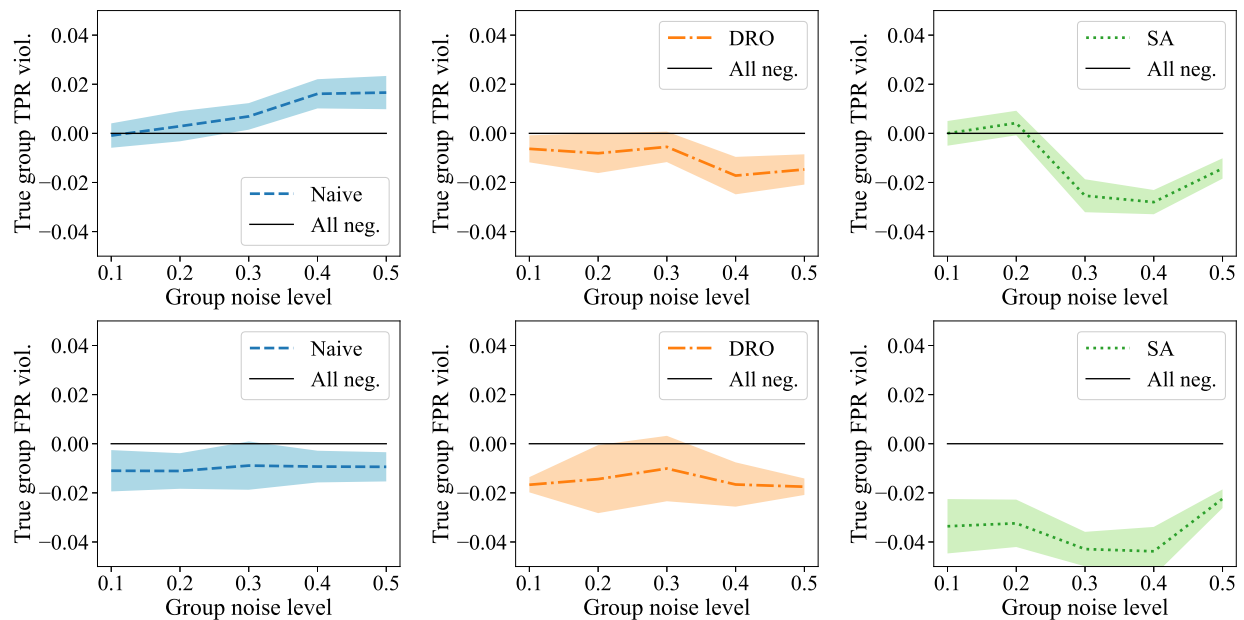 True group TPR viol.
0.04
0.02
0.00
−0.02
−0.04
Naive
All neg.
0.1 0.2 0.3 0.4 0.5
Group noise level
True group TPR viol.
0.04
0.02
0.00
−0.02
−0.04
DRO
All neg.
0.1 0.2 0.3 0.4 0.5
Group noise level
True group TPR viol.
0.04
0.02
0.00
−0.02
−0.04
SA
All neg.
0.1 0.2 0.3 0.4 0.5
Group noise level
True group FPR viol.
0.04
0.02
0.00
−0.02
−0.04
Naive
All neg.
0.1 0.2 0.3 0.4 0.5
Group noise level
True group FPR viol.
0.04
0.02
0.00
−0.02
−0.04
DRO
All neg.
0.1 0.2 0.3 0.4 0.5
Group noise level
True group FPR viol.
0.04
0.02
0.00
−0.02
−0.04
SA
All neg.
0.1 0.2 0.3 0.4 0.5
Group noise level